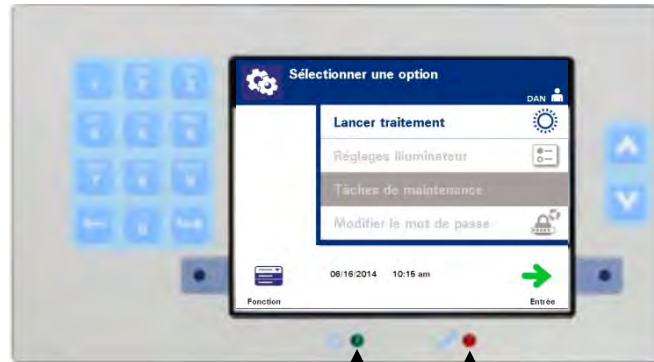 Sélectionner une option
DAN
Lancer traitement
Réglages Illuminateur
Tâches de maintenance
Modifier le mot de passe
06/16/2014 10:15 am
Fonction
Entrée